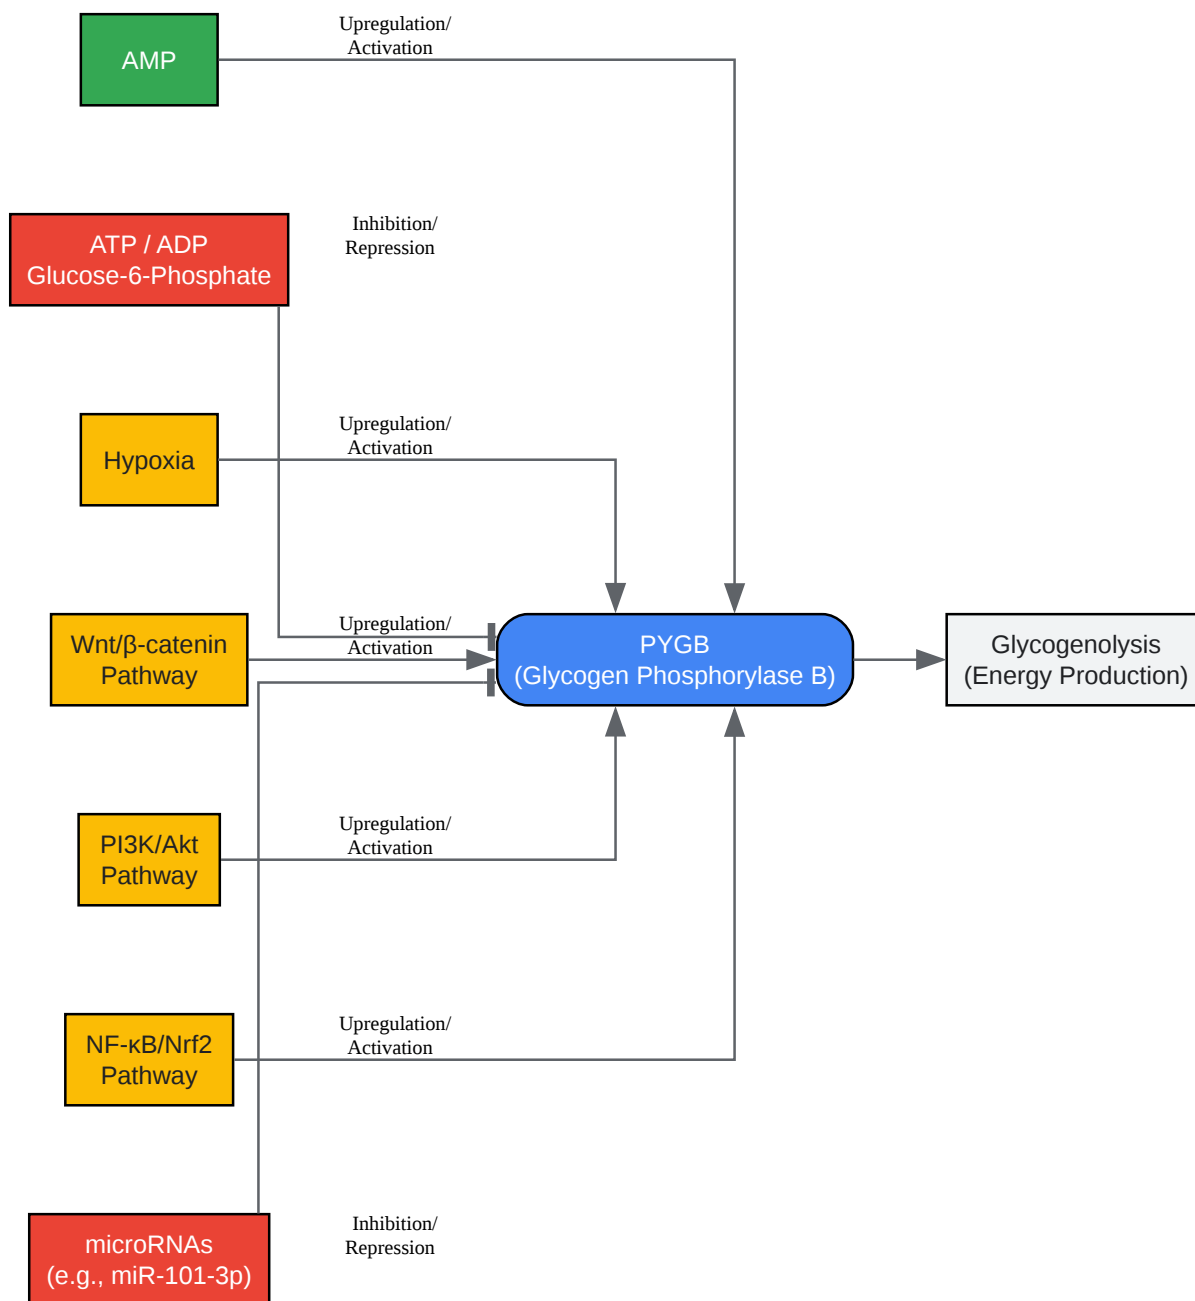 Upregulation/
Activation
AMP
ATP / ADP
Glucose-6-Phosphate
Inhibition/
Repression
Upregulation/
Activation
Hypoxia
Wnt/β-catenin
Pathway
Upregulation/
Activation
PYGB
(Glycogen Phosphorylase B)
Glycogenolysis
(Energy Production)
PI3K/Akt
Pathway
Upregulation/
Activation
NF-κB/Nrf2
Pathway
Upregulation/
Activation
microRNAs
(e.g., miR-101-3p)
Inhibition/
Repression